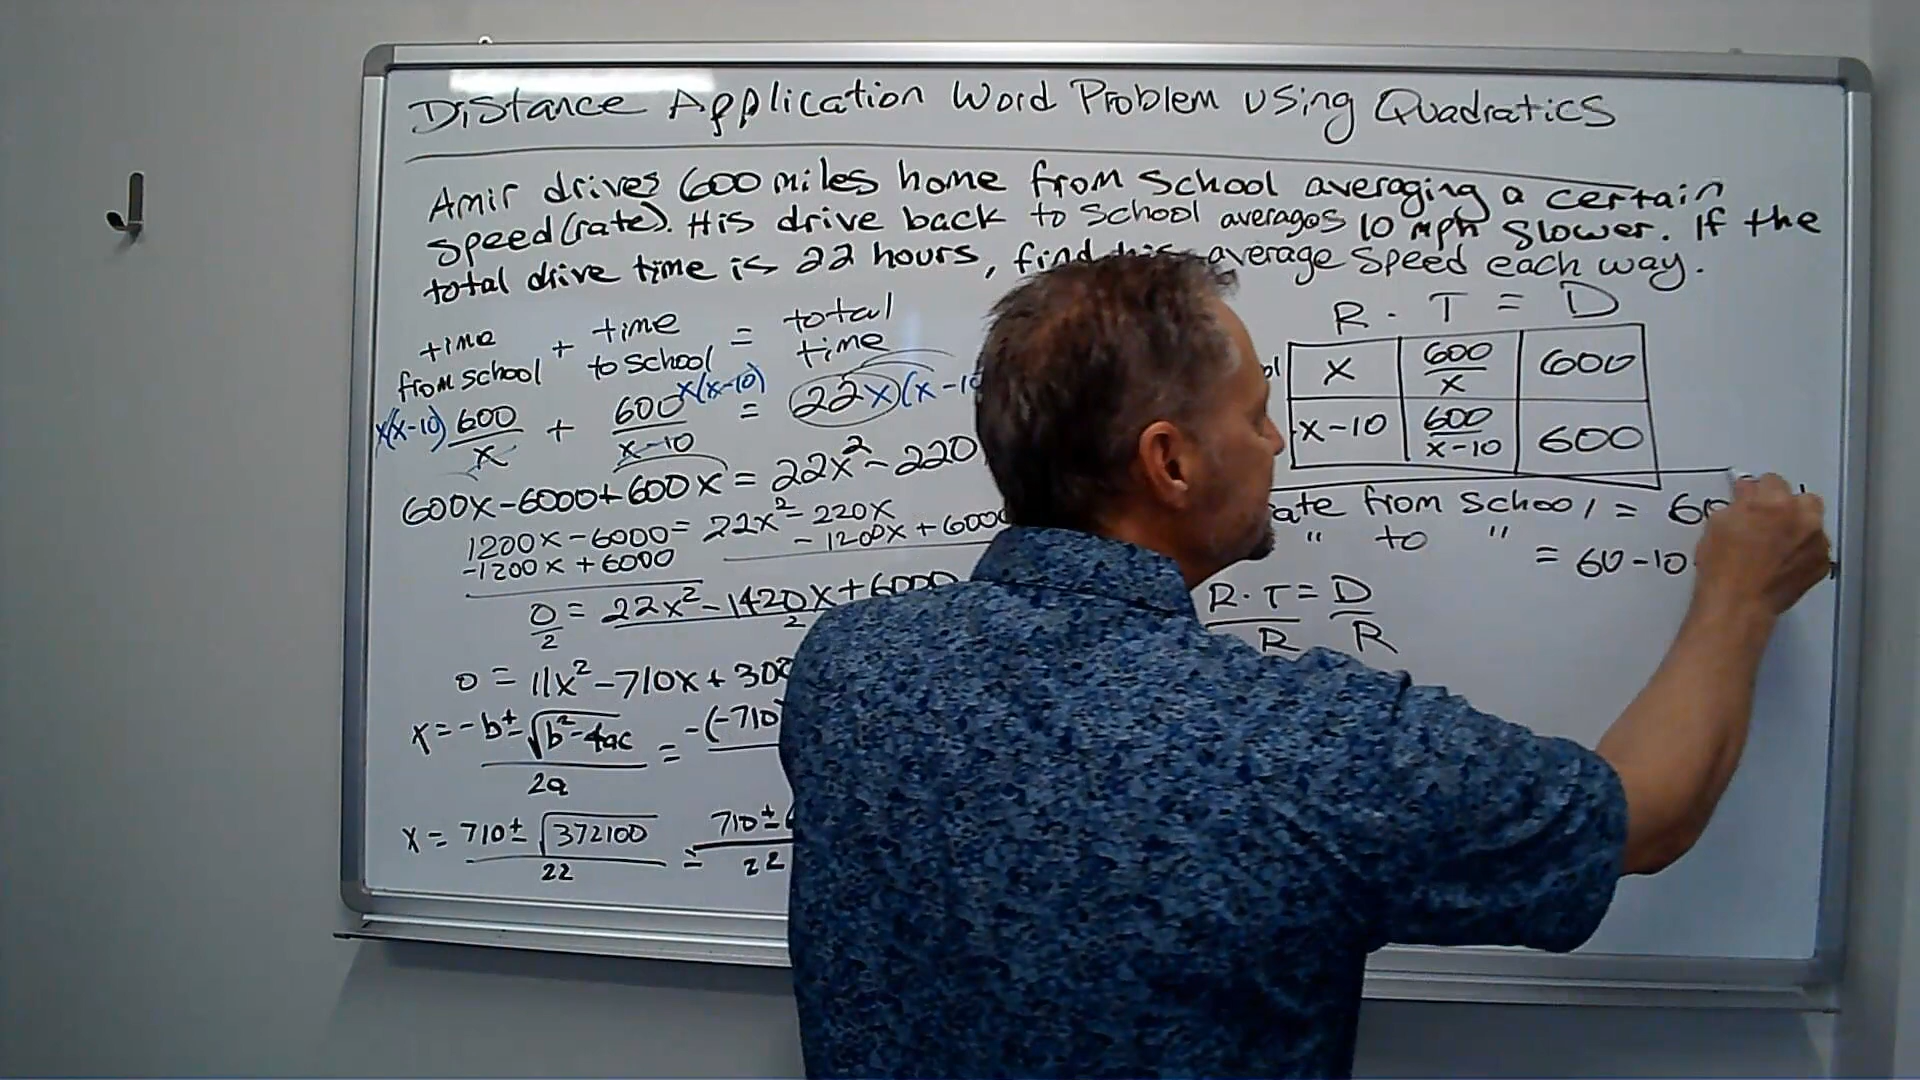 Distance Application Word Problem using Quadratics
Amir drives 600 miles home from school averaging a certain
speed (rate). His drive back to school averages 10 mph slower. If the
total drive time is 22 hours, find average speed each way.
time from school + time to school = total time
x(x-10) 600/x + 600/(x-10) x(x-10) = 22x(x-10
600x-6000+600x = 22x²-220
1200x-6000 = 22x²-220x
-1200x+6000 -1200x+6000
0/2 = 22x²-1420x+6000/2
0 = 11x²-710x+300
x = -b±√b²-4ac/2a = -(-710)
x = 710±√372100/22 = 710±/22
R · T = D
x 600/x 600
x-10 600/(x-10) 600
from school = 60
" to " = 60-10
R·T/R = D/R